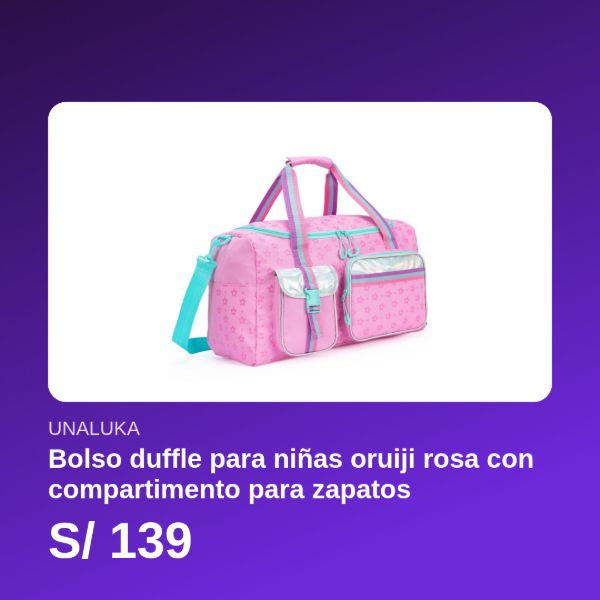 UNALUKA
Bolso duffle para niñas oruiji rosa con
compartimento para zapatos
S/ 139